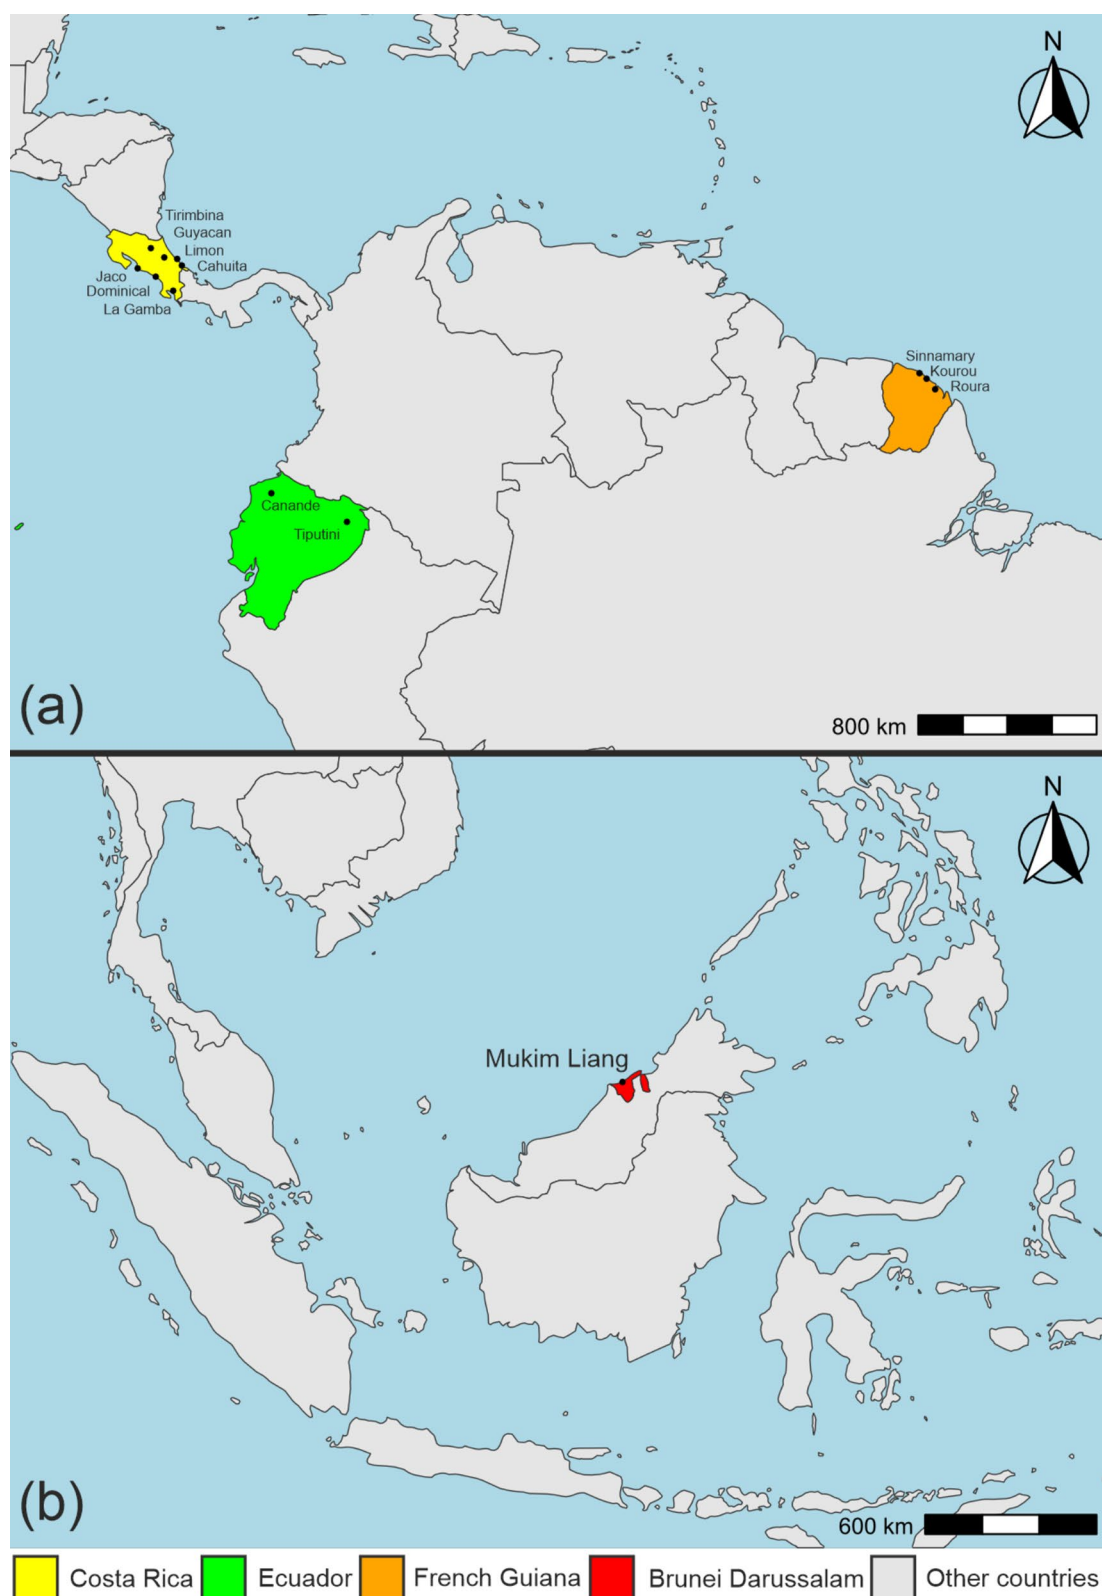 N
Tirimbina
Guyacan
Limon
Cahuita
Jaco
Dominical
La Gamba
Sinnamary
Kourou
Roura
Canande
Tiputini
(a)
800 km
N
Mukim Liang
(b)
600 km
Costa Rica Ecuador French Guiana Brunei Darussalam Other countries